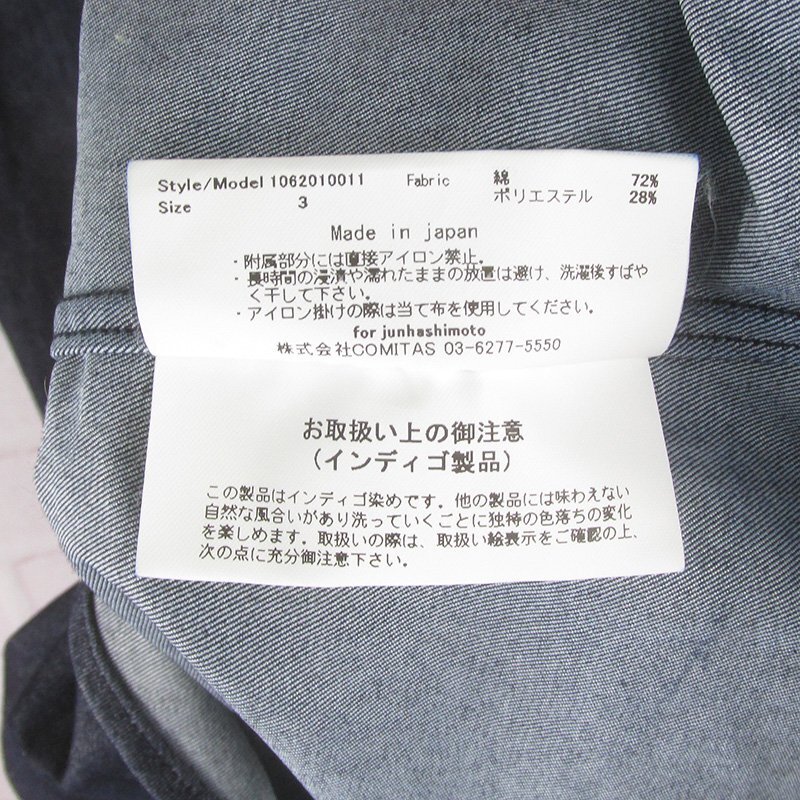 Style/Model 1062010011 Fabric 綿 72%
Size 3 ポリエステル 28%
Made in japan
・附属部分には直接アイロン禁止。
・長時間の浸漬や濡れたままの放置は避け、洗濯後すばや
く干して下さい。
・アイロン掛けの際は当て布を使用してください。
for junhashimoto
株式会社COMITAS 03-6277-5550
お取扱い上の御注意
(インディゴ製品)
この製品はインディゴ染めです。他の製品には味わえない
自然な風合いがあり洗っていくごとに独特の色落ちの変化
を楽しめます。取扱いの際は、取扱い絵表示をご確認の上、
次の点に充分御注意下さい。